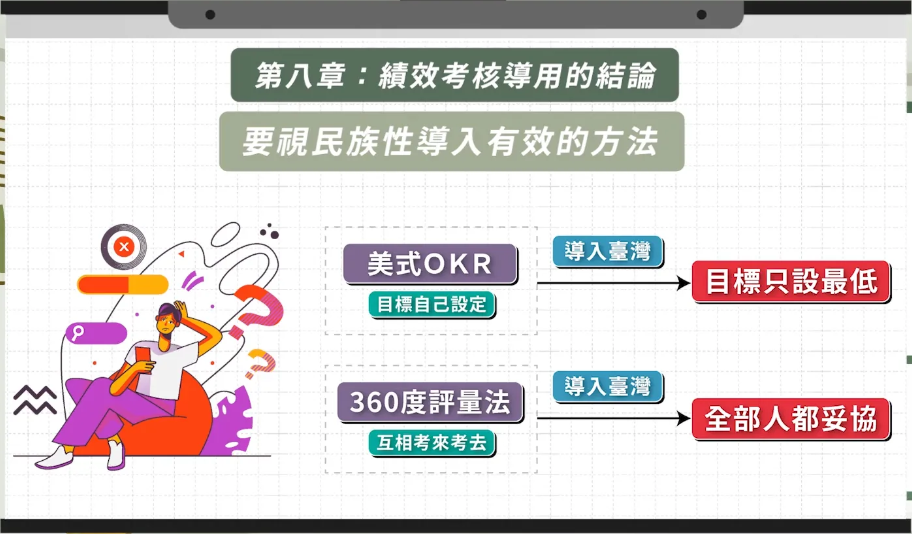 第八章：績效考核導用的結論
要視民族性導入有效的方法
美式OKR
目標自己設定
導入臺灣
目標只設最低
360度評量法
互相考來考去
導入臺灣
全部人都妥協